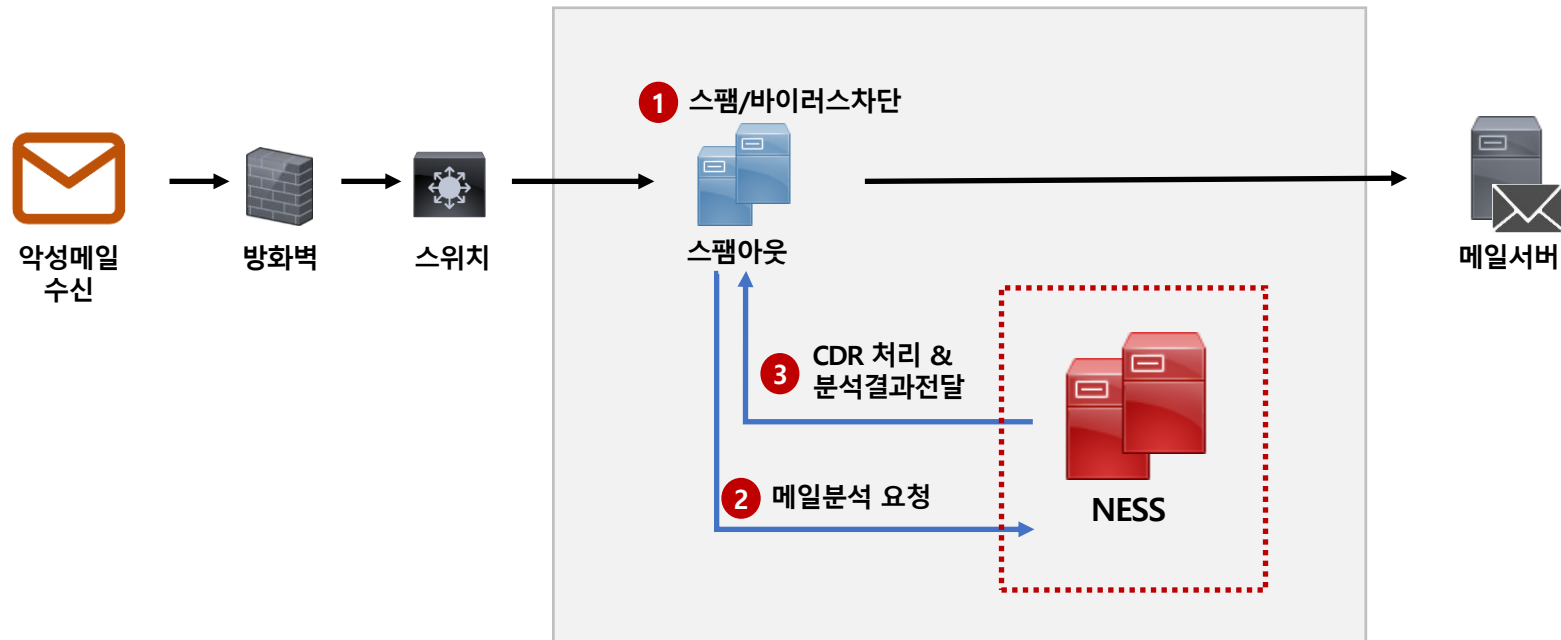 1 스팸/바이러스차단
악성메일
수신
방화벽
스위치
스팸아웃
메일서버
3 CDR 처리 &
분석결과전달
2 메일분석 요청
NESS